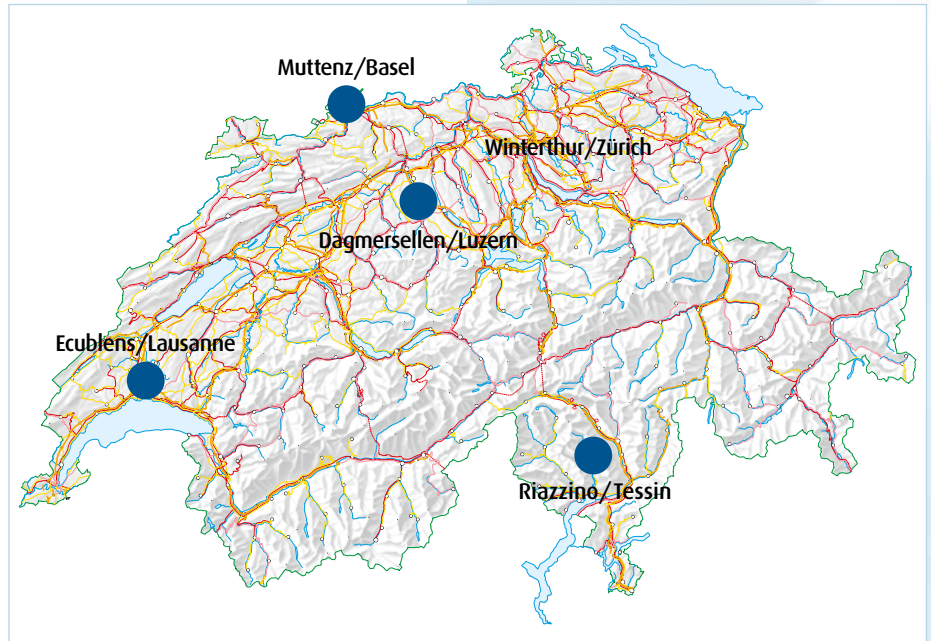 Muttenz/Basel
Winterthur/Zürich
Dagmersellen/Luzern
Ecublens/Lausanne
Riazzino/Tessin